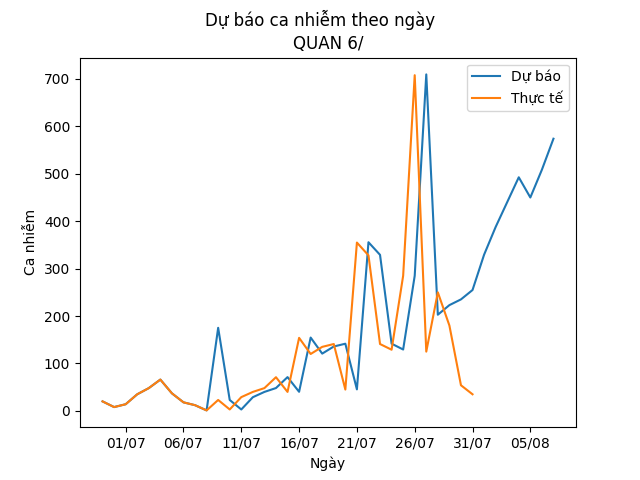 Dự báo ca nhiễm theo ngày
QUAN 6/
Dự báo
Thực tế
Ca nhiễm
700
600
500
400
300
200
100
0
01/07 06/07 11/07 16/07 21/07 26/07 31/07 05/08
Ngày